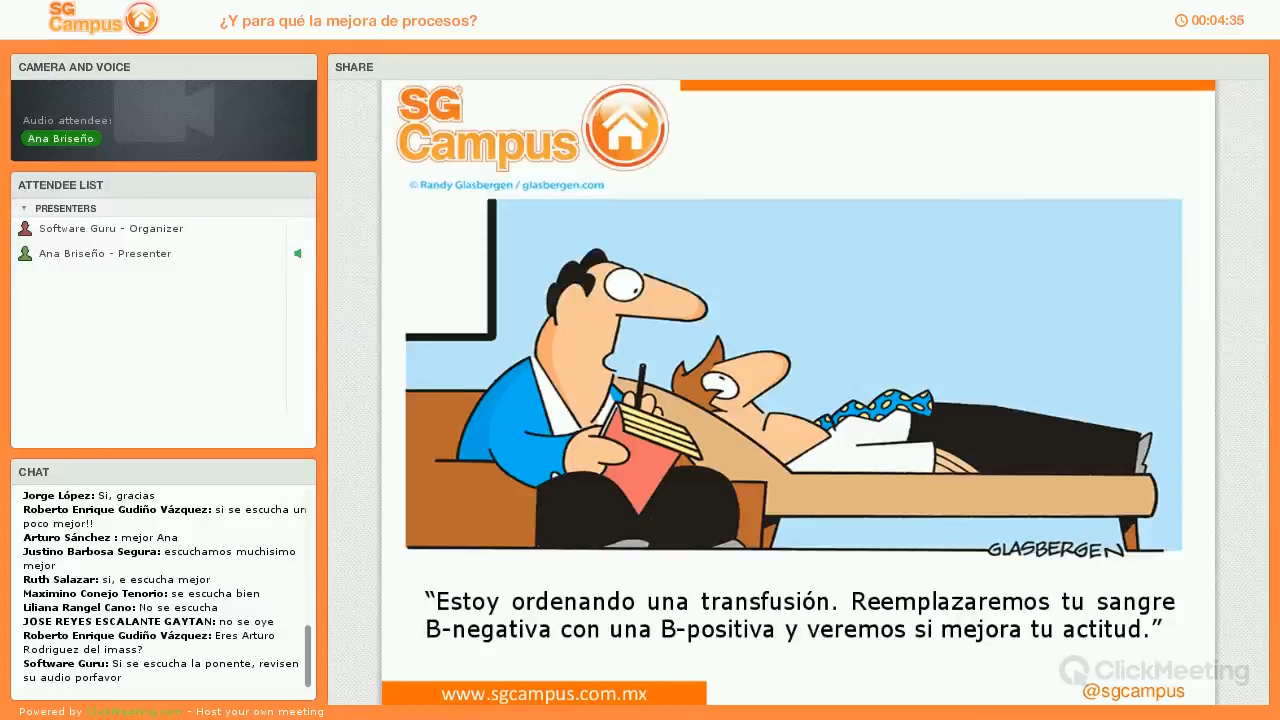 SG
Campus
¿Y para qué la mejora de procesos?
00:04:35
CAMERA AND VOICE
Audio attendee:
Ana Briseño
ATTENDEE LIST
PRESENTERS
Software Guru - Organizer
Ana Briseño - Presenter
CHAT
Jorge López: Si, gracias
Roberto Enrique Gudiño Vázquez: si se escucha un
poco mejor!!
Arturo Sánchez : mejor Ana
Justino Barbosa Segura: escuchamos muchisimo
mejor
Ruth Salazar: si, e escucha mejor
Maximino Conejo Tenorio: se escucha bien
Liliana Rangel Cano: No se escucha
JOSE REYES ESCALANTE GAYTAN: no se oye
Roberto Enrique Gudiño Vázquez: Eres Arturo
Rodriguez del imass?
Software Guru: Si se escucha la ponente, revisen
su audio porfavor
SHARE
SG
Campus
© Randy Glasbergen / glasbergen.com
GLASBERGEN
“Estoy ordenando una transfusión. Reemplazaremos tu sangre
B-negativa con una B-positiva y veremos si mejora tu actitud.”
ClickMeeting
www.sgcampus.com.mx
@sgcampus
Powered by ClickMeeting.com - Host your own meeting